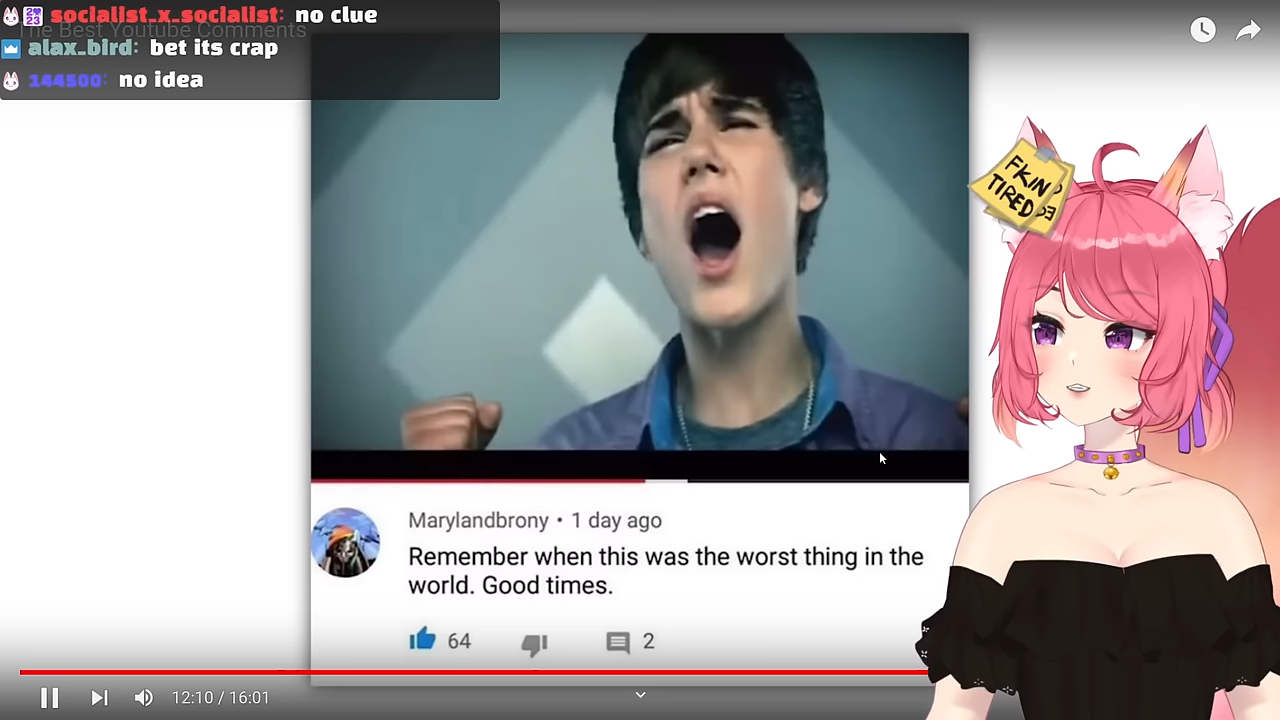 socialist_x_socialist: no clue
The Best Youtube Comments
alax_bird: bet its crap
144500: no idea
FKIN
TIRED
Marylandbrony • 1 day ago
Remember when this was the worst thing in the
world. Good times.
64
2
12:10 / 16:01